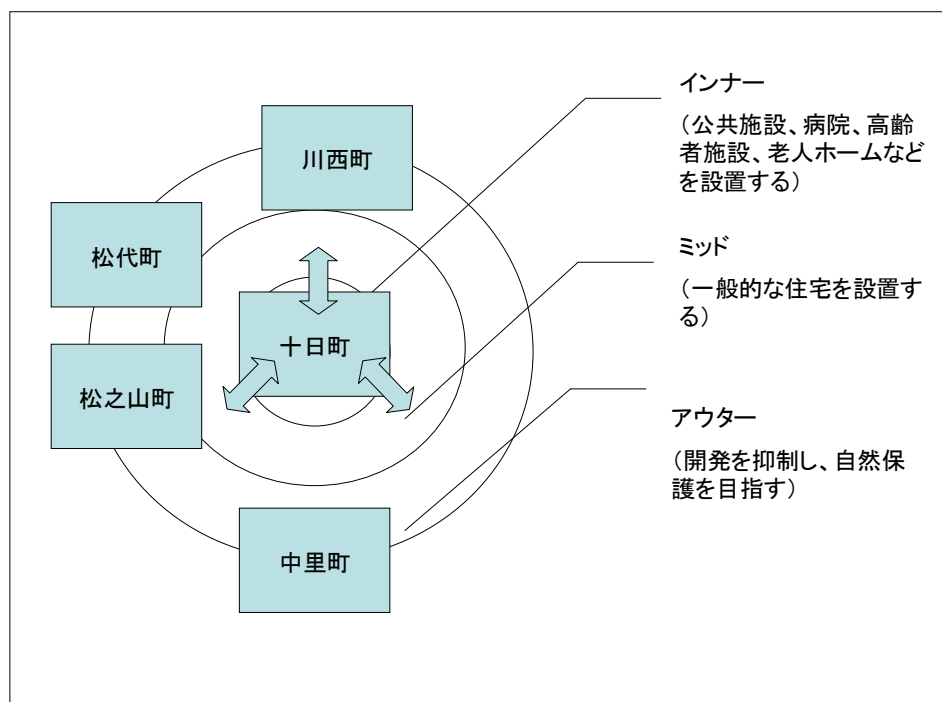 インナー
（公共施設、病院、高齢
者施設、老人ホームなど
を設置する）
川西町
松代町
ミッド
（一般的な住宅を設置す
る）
十日町
松之山町
アウター
（開発を抑制し、自然保
護を目指す）
中里町